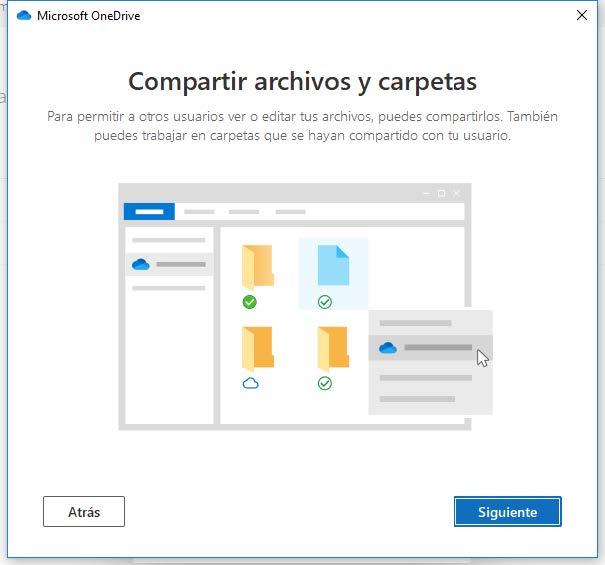 Microsoft OneDrive
Compartir archivos y carpetas
Para permitir a otros usuarios ver o editar tus archivos, puedes compartirlos. También
puedes trabajar en carpetas que se hayan compartido con tu usuario.
Atrás
Siguiente